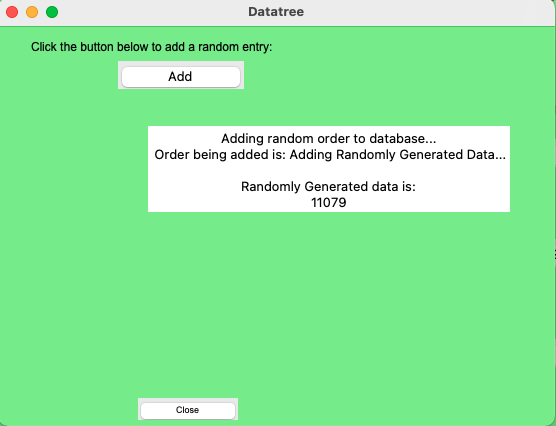 Datatree
Click the button below to add a random entry:
Add
Adding random order to database...
Order being added is: Adding Randomly Generated Data...
Randomly Generated data is:
11079
Close